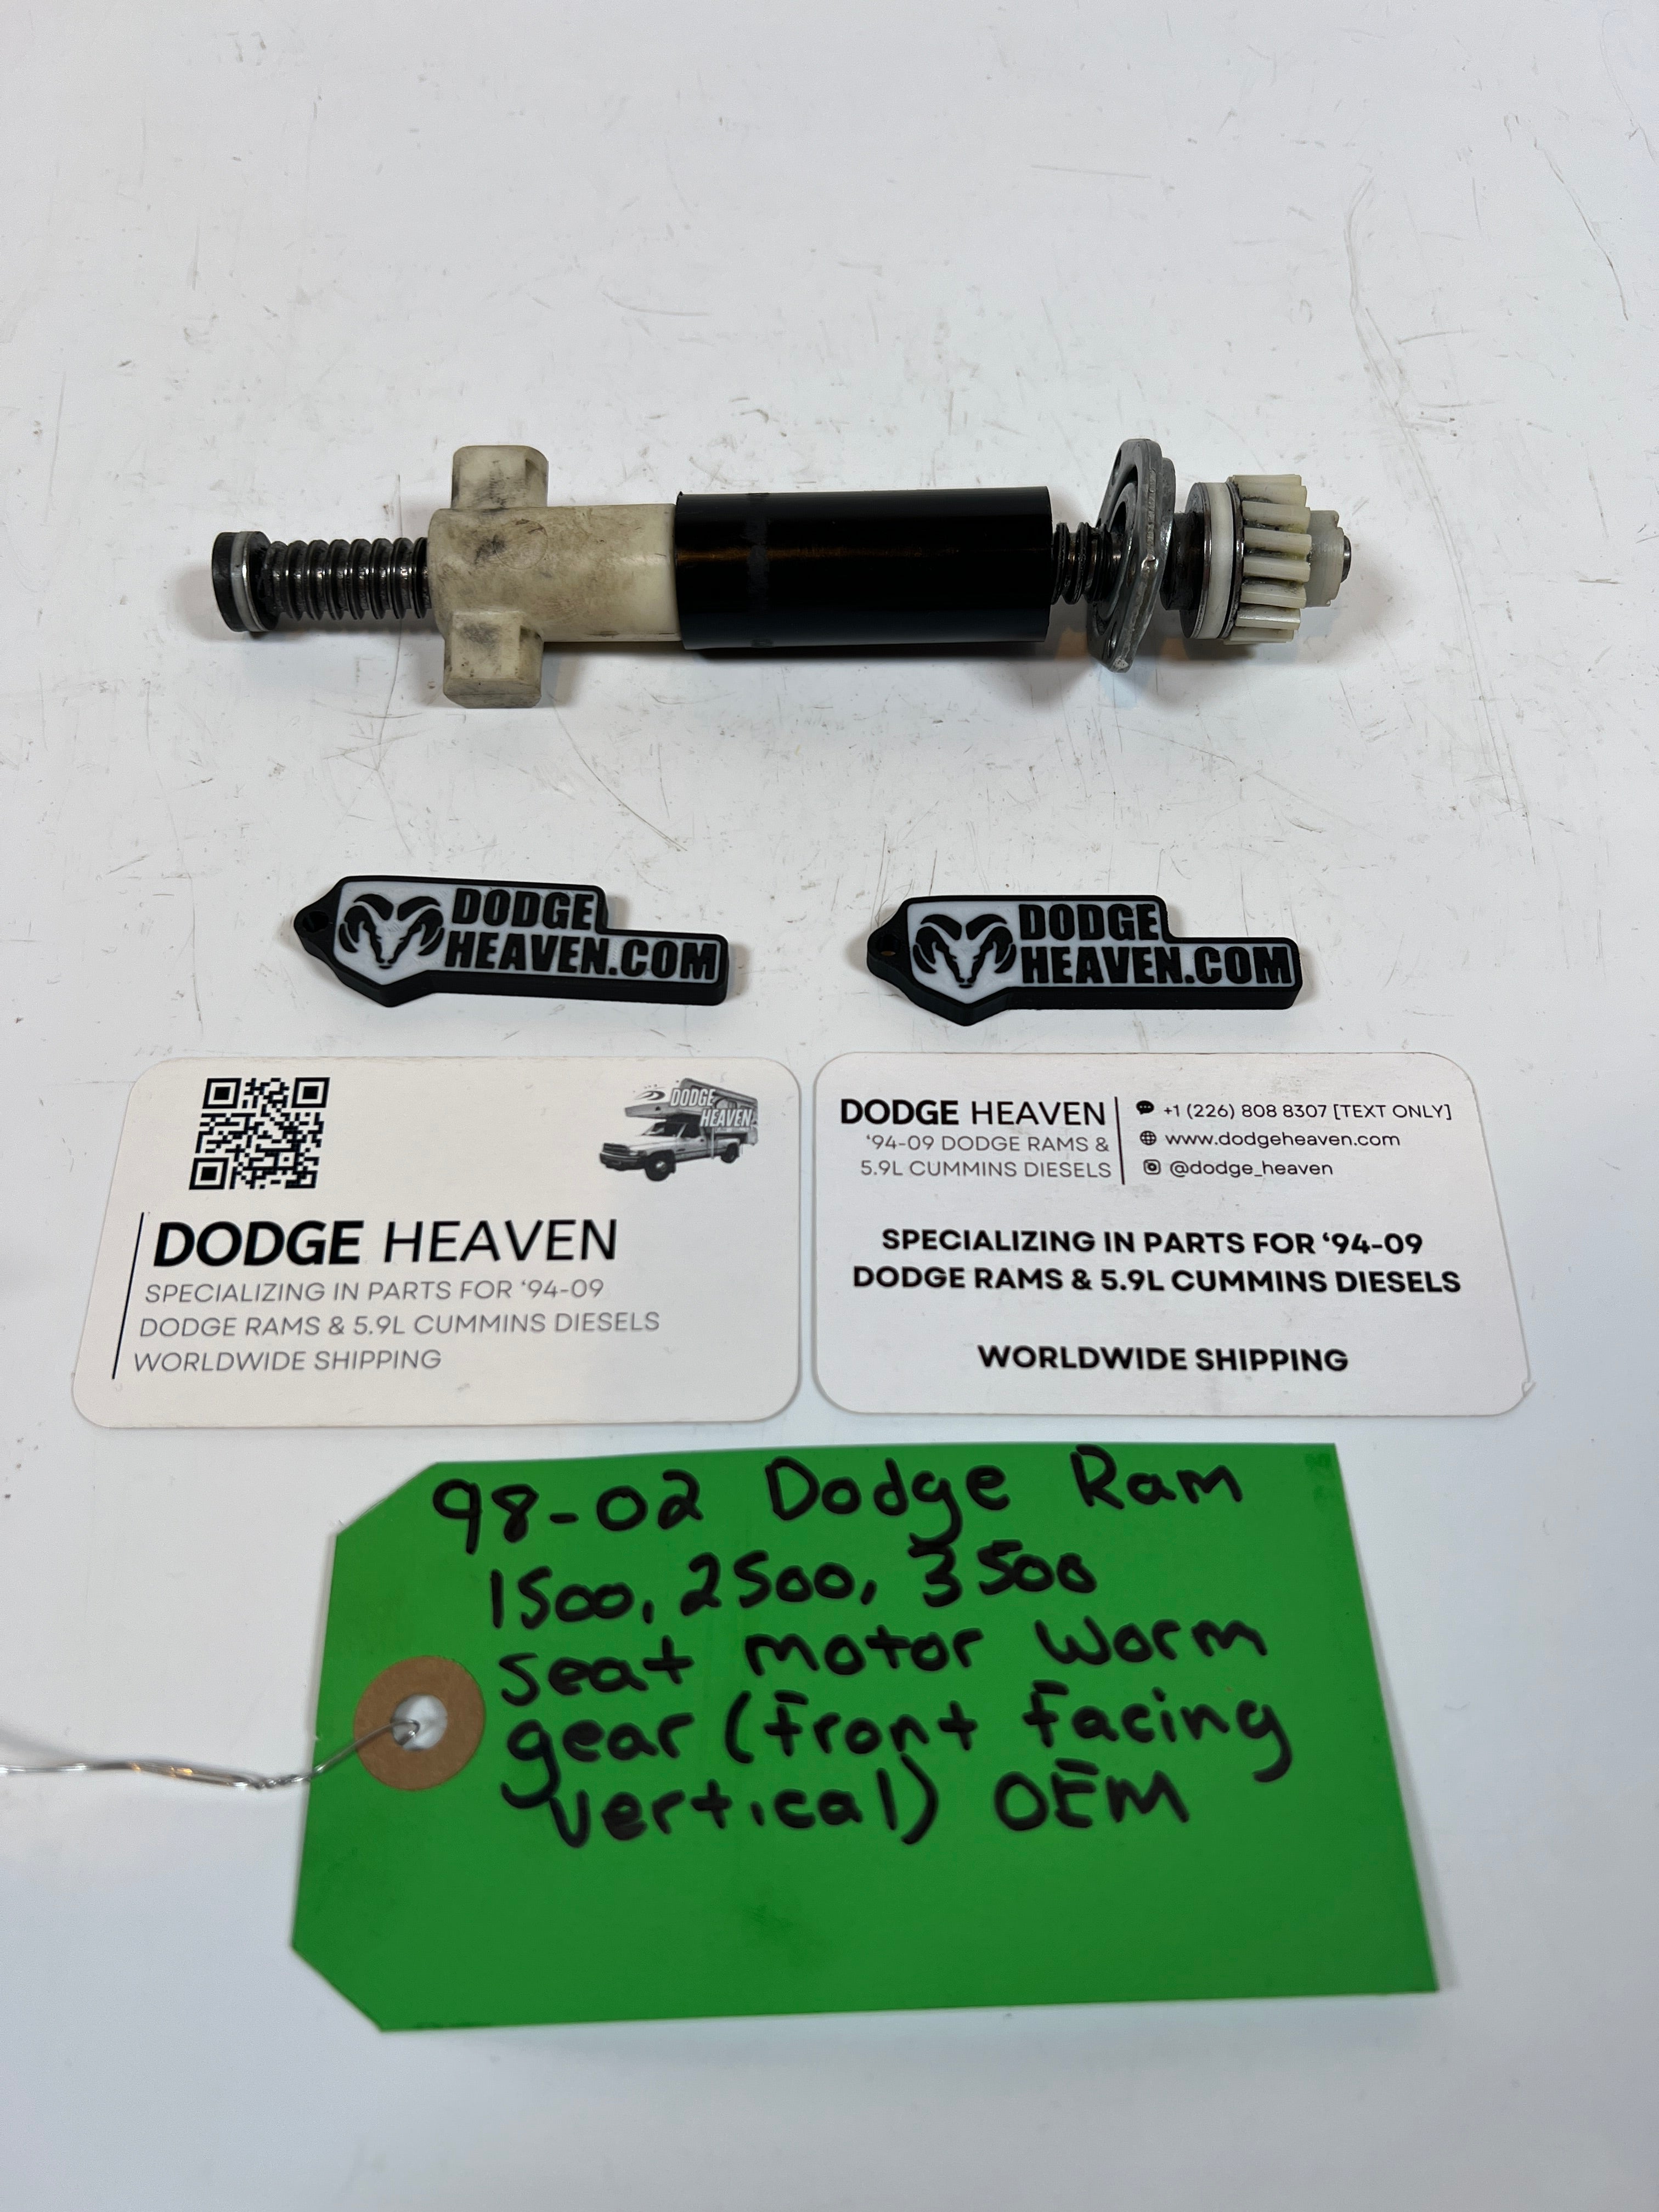 DODGE
HEAVEN.COM
DODGE
HEAVEN.COM
DODGE
HEAVEN
DODGE HEAVEN
SPECIALIZING IN PARTS FOR ‘94-09
DODGE RAMS & 5.9L CUMMINS DIESELS
WORLDWIDE SHIPPING
DODGE HEAVEN
‘94-09 DODGE RAMS &
5.9L CUMMINS DIESELS
+1 (226) 808 8307 [TEXT ONLY]
www.dodgeheaven.com
@dodge_heaven
SPECIALIZING IN PARTS FOR ‘94-09
DODGE RAMS & 5.9L CUMMINS DIESELS
WORLDWIDE SHIPPING
98-02 Dodge Ram
1500, 2500, 3500
seat motor worm
gear (front facing
vertical) OEM